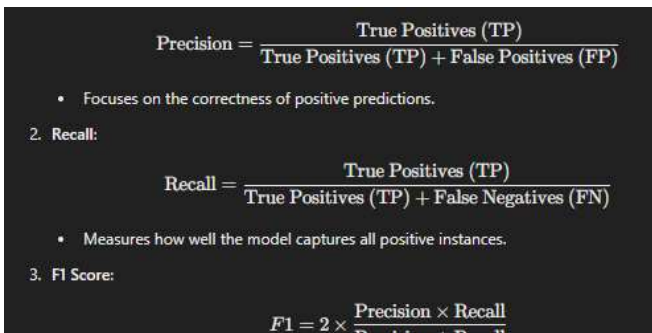 Precision = True Positives (TP) / True Positives (TP) + False Positives (FP)
• Focuses on the correctness of positive predictions.
2. Recall:
Recall = True Positives (TP) / True Positives (TP) + False Negatives (FN)
• Measures how well the model captures all positive instances.
3. F1 Score:
F1 = 2 × Precision × Recall